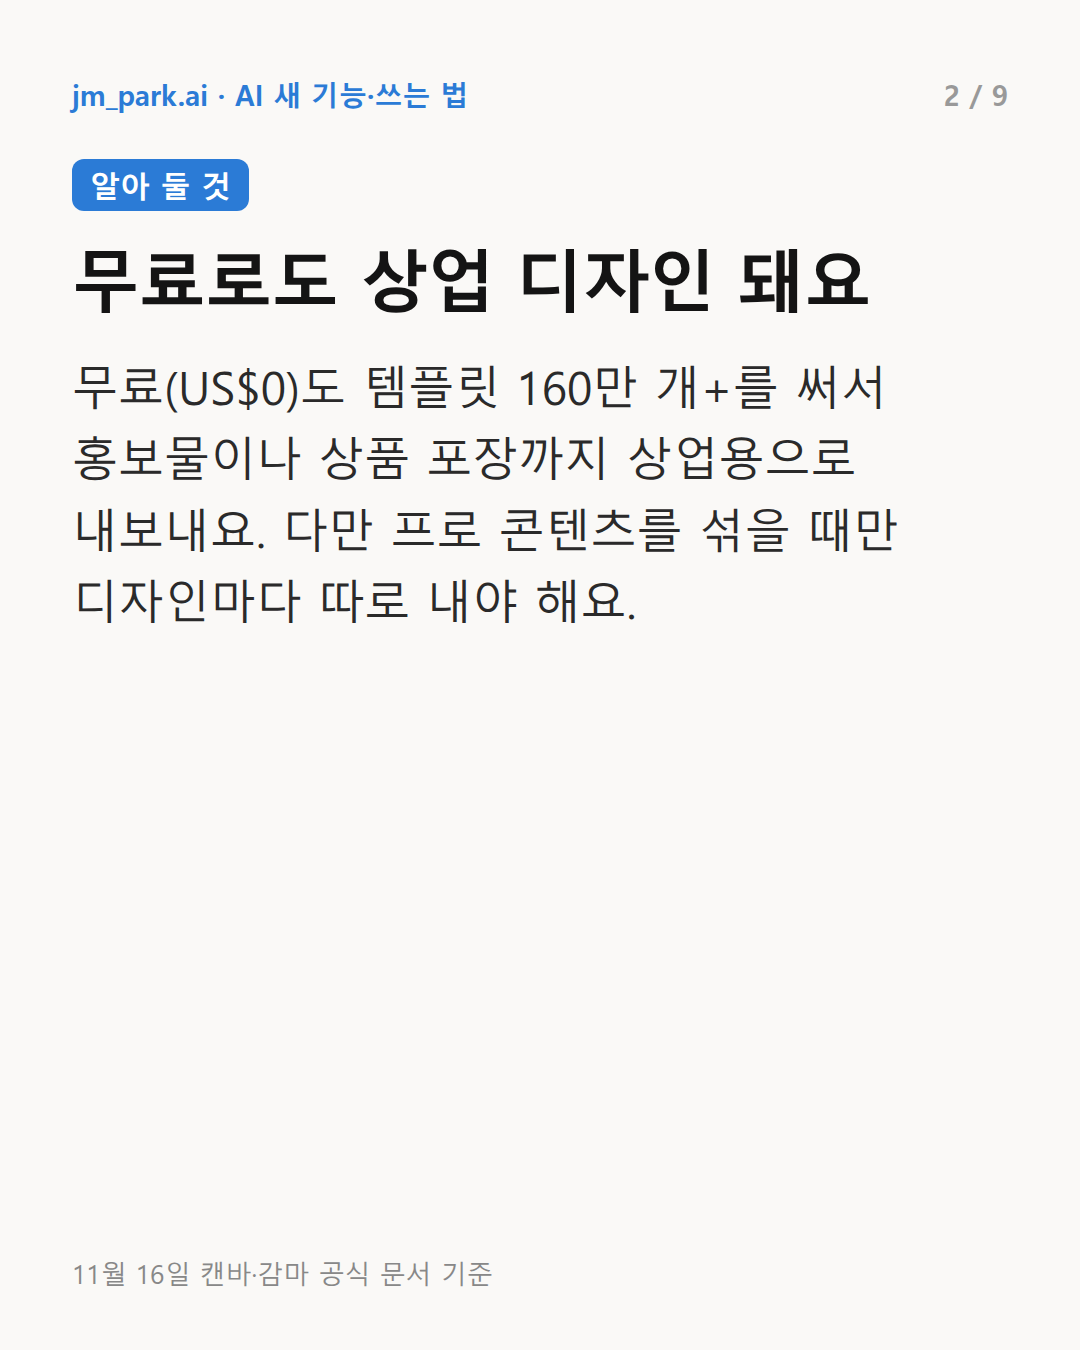 jm_park.ai · AI 새 기능·쓰는 법
2 / 9
알아 둘 것
무료로도 상업 디자인 돼요
무료(US$0)도 템플릿 160만 개+를 써서
홍보물이나 상품 포장까지 상업용으로
내보내요. 다만 프로 콘텐츠를 섞을 때만
디자인마다 따로 내야 해요.
11월 16일 캔바·감마 공식 문서 기준